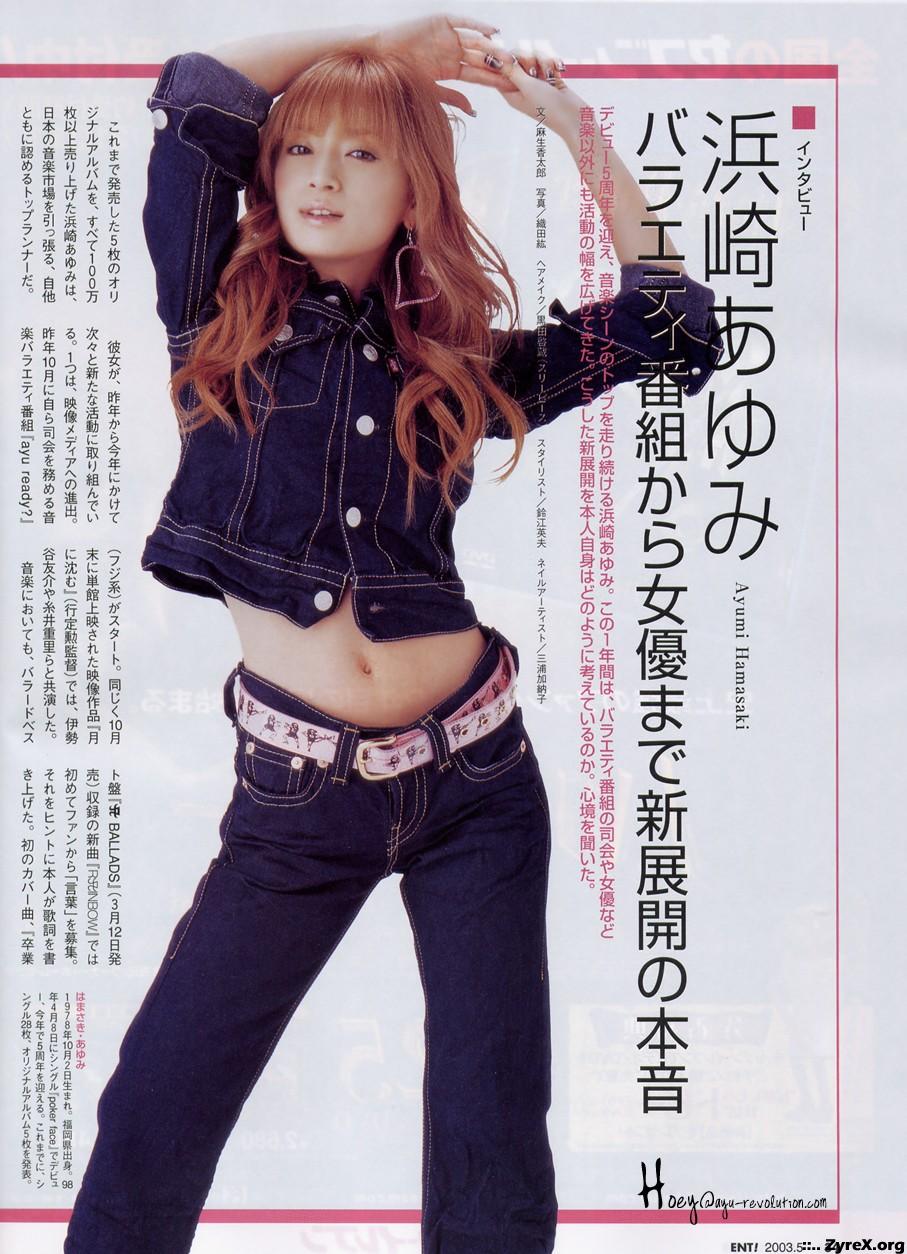 ■インタビュー
浜崎あゆみ
Ayumi Hamasaki
バラエティ番組から女優まで新展開の本音
デビュー5周年を迎え、音楽シーンのトップを走り続ける浜崎あゆみ。この1年間は、バラエティ番組の司会や女優など
音楽以外にも活動の幅を広げてきた。こうした新展開を本人自身はどのように考えているのか。心境を聞いた。
文/麻生香太郎 写真/織田紘 ヘアメイク/黒田啓蔵(スリーピース) スタイリスト/鈴江英夫 ネイルアーティスト/三浦加納子
これまで発売した5枚のオリ
ジナルアルバムを、すべて100万
枚以上売り上げた浜崎あゆみは、
日本の音楽市場を引っ張る、自他
ともに認めるトップランナーだ。
彼女が、昨年から今年にかけて
次々と新たな活動に取り組んでい
る。1つは、映像メディアへの進出。
昨年10月に自ら司会を務める音
楽バラエティ番組『ayu ready?』
(フジ系)がスタート。同じく10月
末に単館上映された映像作品『月
に沈む』(行定勲監督)では、伊勢
谷友介や糸井重里らと共演した。
音楽においても、バラードベス
ト盤『 BALLADS』(3月12日発
売)収録の新曲『RAINBOW』では
初めてファンから「言葉」を募集。
それをヒントに本人が歌詞を書
き上げた。初のカバー曲、『卒業
はまさき・あゆみ
1978年10月2日生まれ。福岡県出身。98
年4月8日にシングル『poker face』でデビュ
ー、今年で5周年を迎える。これまでに、シ
ングル28枚、オリジナルアルバム5枚を発表。
Hoey@ayu-revolution.com
ENT! 2003.5
::.. ZyreX.org